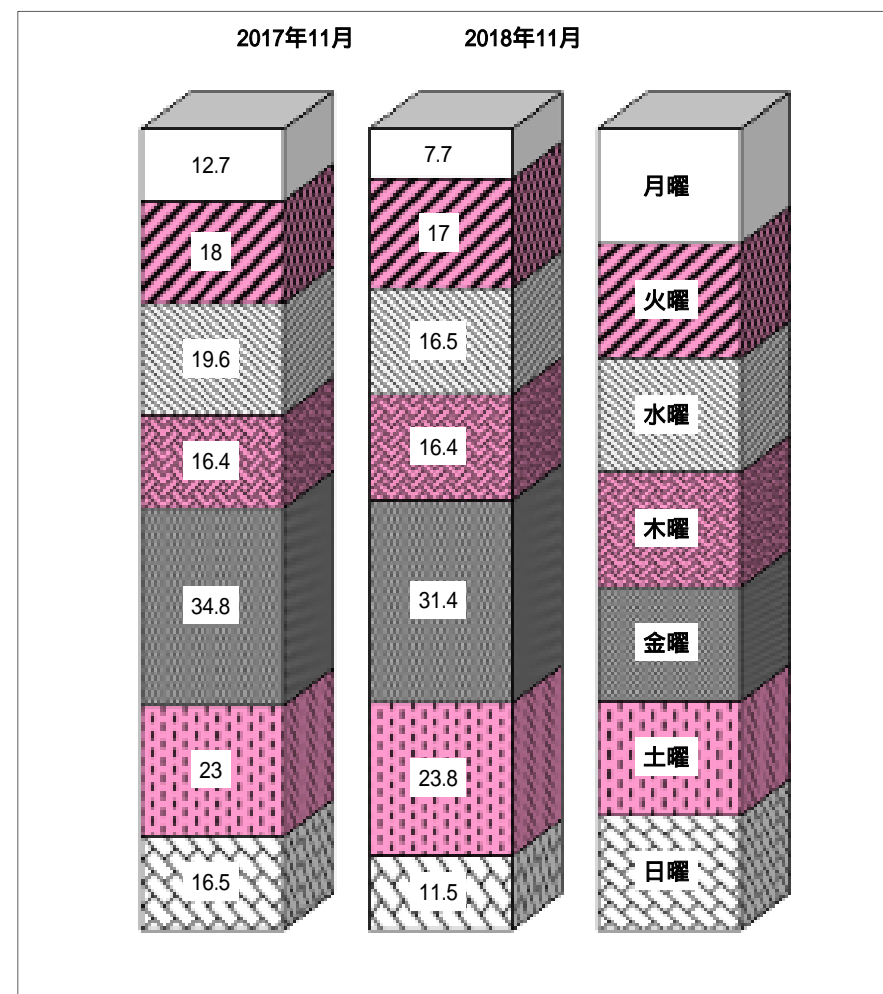 2017年11月 2018年11月
12.7 7.7 月曜
18 17 火曜
19.6 16.5 水曜
16.4 16.4 木曜
34.8 31.4 金曜
23 23.8 土曜
16.5 11.5 日曜